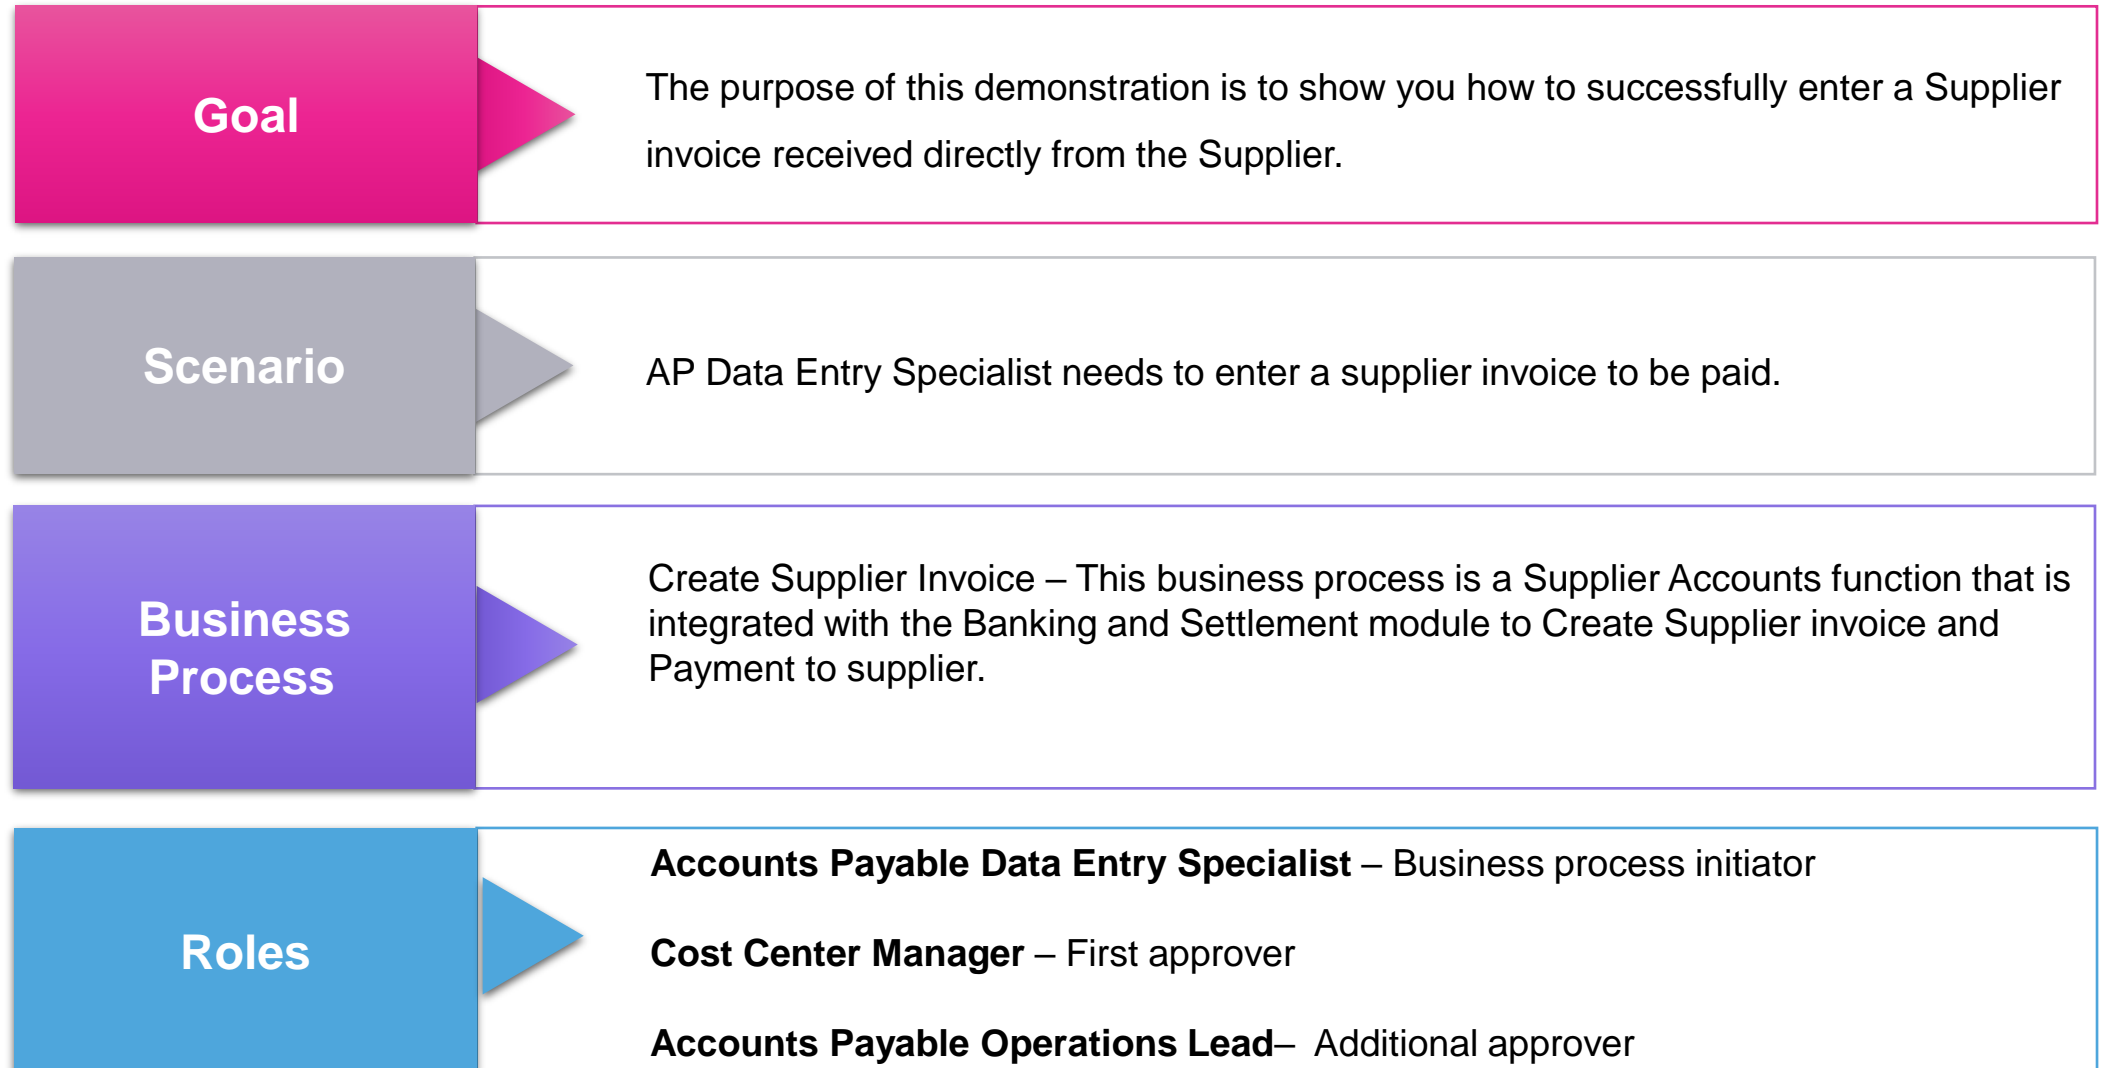 Goal
The purpose of this demonstration is to show you how to successfully enter a Supplier
invoice received directly from the Supplier.
Scenario
AP Data Entry Specialist needs to enter a supplier invoice to be paid.
Business
Process
Create Supplier Invoice – This business process is a Supplier Accounts function that is
integrated with the Banking and Settlement module to Create Supplier invoice and
Payment to supplier.
Roles
Accounts Payable Data Entry Specialist – Business process initiator
Cost Center Manager – First approver
Accounts Payable Operations Lead–  Additional approver